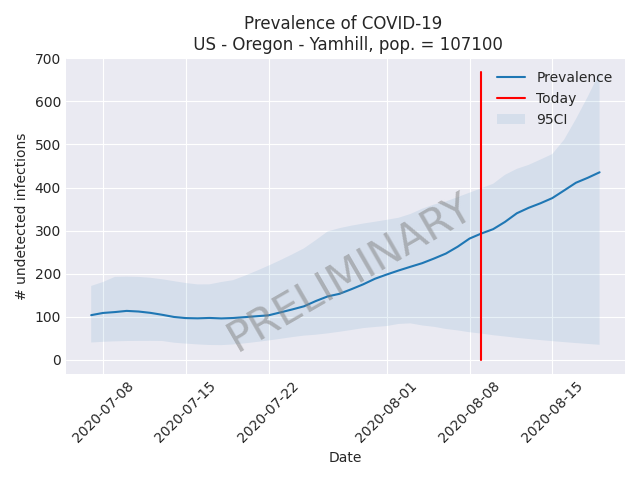 Prevalence of COVID-19
US - Oregon - Yamhill, pop. = 107100
700
600
500
400
300
200
100
0
# undetected infections
Prevalence
Today
95CI
PRELIMINARY
2020-07-08
2020-07-15
2020-07-22
2020-08-01
2020-08-08
2020-08-15
Date